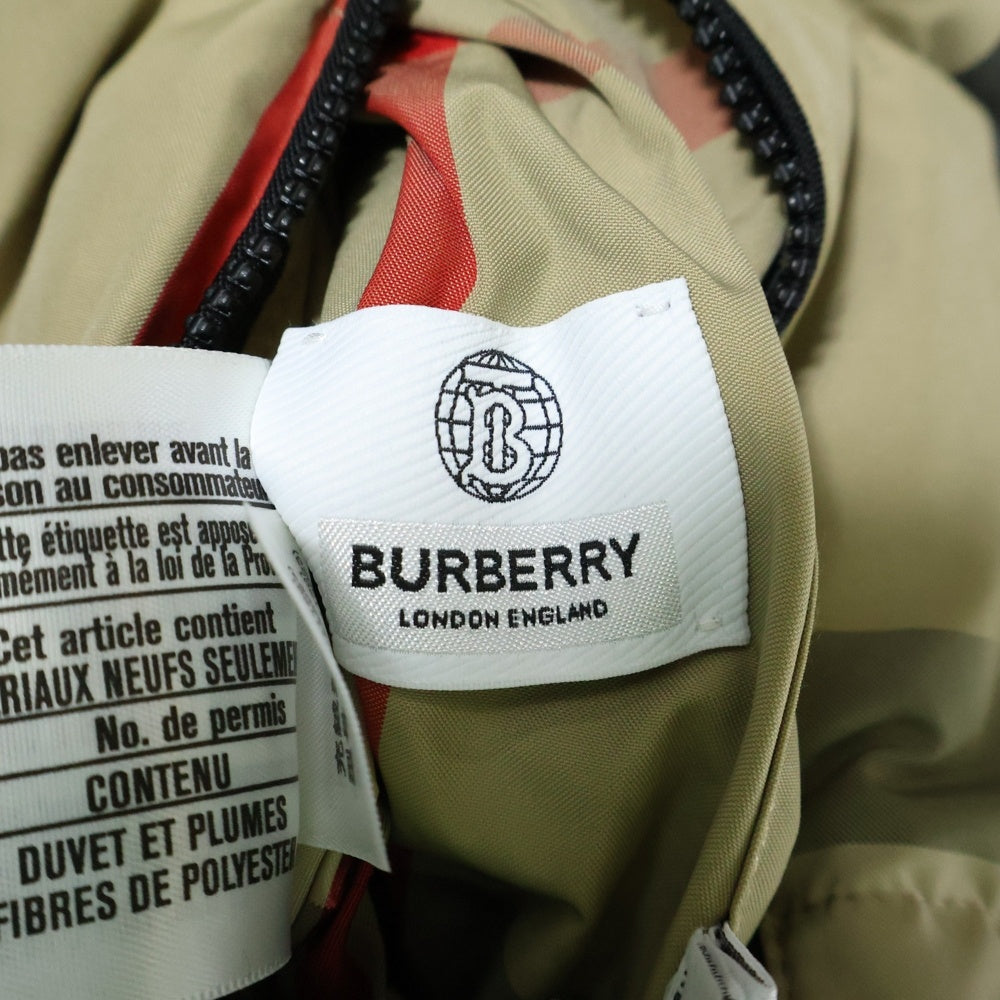 pas enlever avant la
son au consommateu
tte étiquette est appose
mément à la loi de la Pro
Cet article contient
RIAUX NEUFS SEULEME
No. de permis
CONTENU
DUVET ET PLUMES
FIBRES DE POLYESTER
B
BURBERRY
LONDON ENGLAND